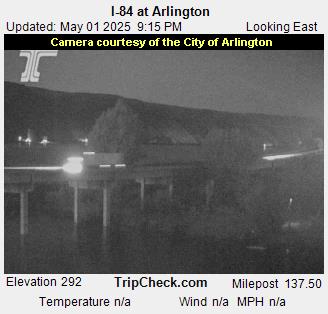 I-84 at Arlington
Updated: May 01 2025 9:15 PM Looking East
Camera courtesy of the City of Arlington
Elevation 292 TripCheck.com Milepost 137.50
Temperature n/a Wind n/a MPH n/a